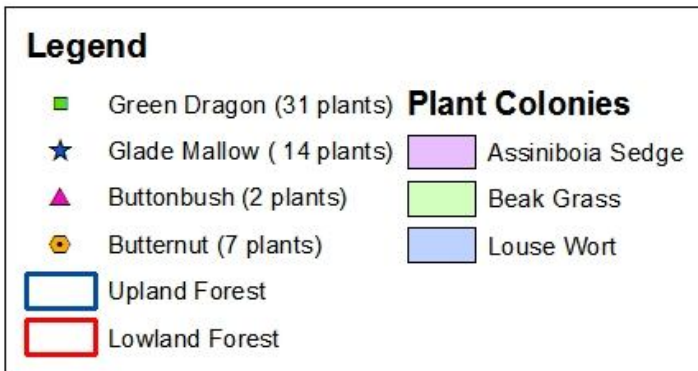 Legend
Green Dragon (31 plants)
Glade Mallow ( 14 plants)
Buttonbush (2 plants)
Butternut (7 plants)
Upland Forest
Lowland Forest
Plant Colonies
Assiniboia Sedge
Beak Grass
Louse Wort